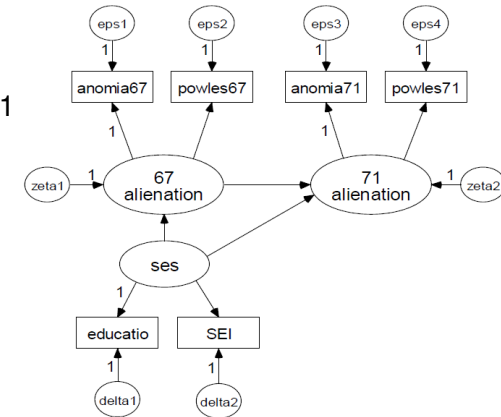 eps1
eps2
eps3
eps4
1
1
1
1
anomia67
powles67
anomia71
powles71
1
1
1
zeta1
1
67
alienation
71
alienation
1
zeta2
ses
1
educatio
SEI
1
1
delta1
delta2